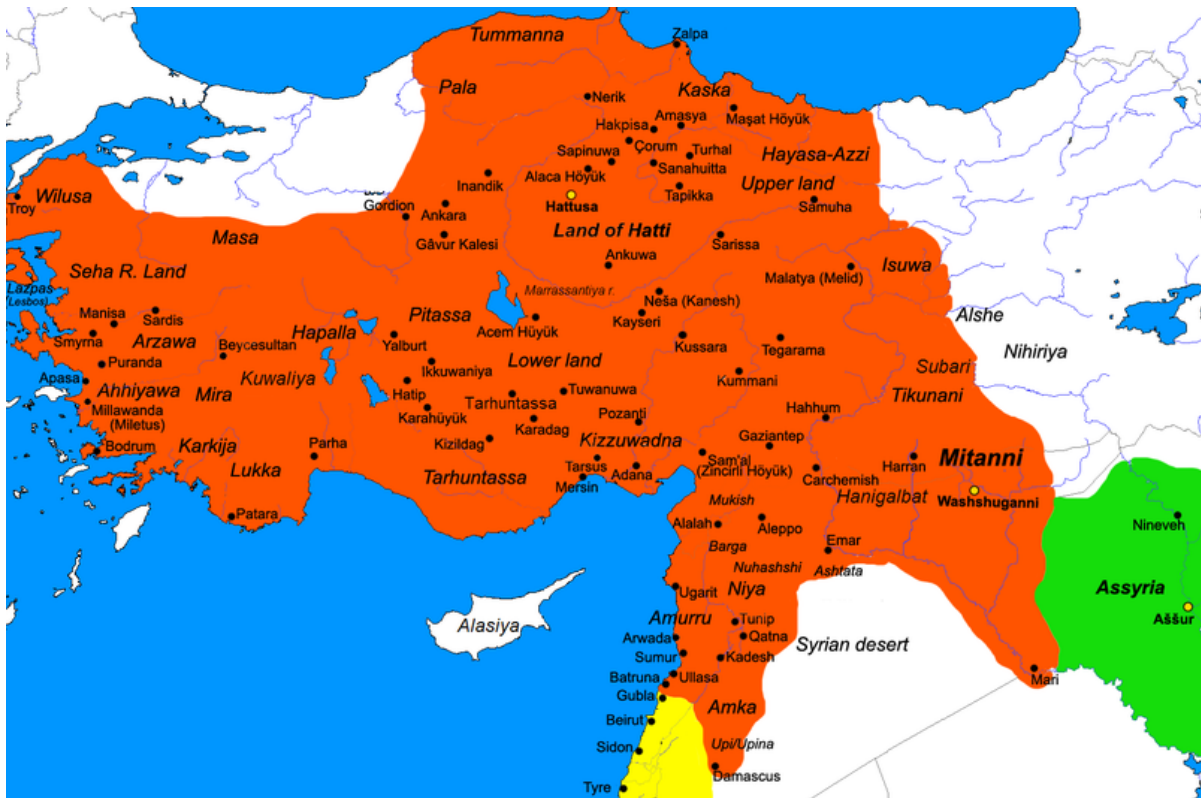 Tummanna
Zalpa
Pala
Nerik
Kaska
Maşat Höyük
Amasya
Hakpisa
Çorum
Turhal
Sapinuwa
Sanahuitta
Hayasa-Azzi
Alaca Höyük
Inandik
Tapikka
Upper land
Wilusa
Troy
Hattusa
Samuha
Gordion
Ankara
Land of Hatti
Masa
Gâvur Kalesi
Sarissa
Ankuwa
Isuwa
Seha R. Land
Malatya (Melid)
Lazpas
(Lesbos)
Marrassantiya r.
Neša (Kanesh)
Manisa
Sardis
Pitassa
Kayseri
Alshe
Hapalla
Acem Hüyük
Smyrna
Arzawa
Yalburt
Kussara
Tegarama
Nihiriya
Beycesultan
Lower land
Puranda
Ikkuwaniya
Subari
Apasa
Kuwaliya
Kummani
Ahhiyawa
Mira
Hatip
Tuwanuwa
Tikunani
Tarhuntassa
Millawanda
(Miletus)
Karahüyük
Karadag
Pozanti
Hahhum
Bodrum
Karkija
Parha
Kizildag
Kizzuwadna
Gaziantep
Lukka
Tarsus
Adana
Sam'al
(Zincirli Höyük)
Harran
Mitanni
Tarhuntassa
Mersin
Carchemish
Hanigalbat
Washshuganni
Mukish
Patara
Alalah
Aleppo
Nineveh
Barga
Emar
Nuhashshi
Ashtata
Ugarit
Niya
Assyria
Aššur
Alasiya
Amurru
Tunip
Arwada
Qatna
Syrian desert
Sumur
Kadesh
Mari
Batruna
Ullasa
Gubla
Amka
Beirut
Sidon
Upi/Upina
Damascus
Tyre